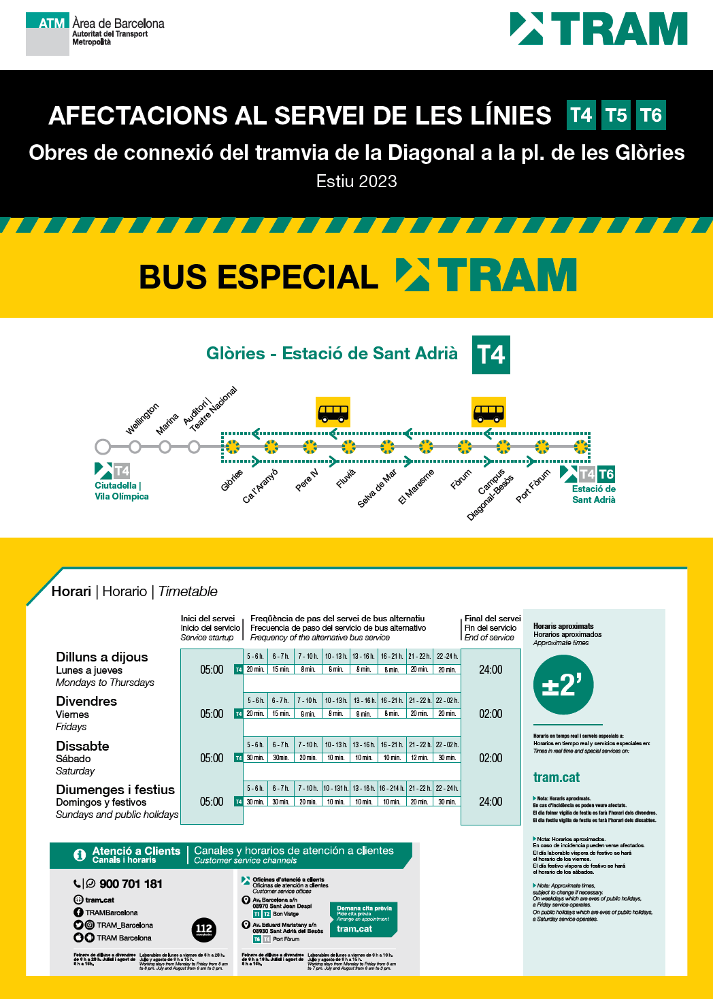 ATM Àrea de Barcelona
Autoritat del Transport
Metropolità
TRAM
AFECTACIONS AL SERVEI DE LES LÍNIES T4 T5 T6
Obres de connexió del tramvia de la Diagonal a la pl. de les Glòries
Estiu 2023
BUS ESPECIAL TRAM
Glòries - Estació de Sant Adrià T4
Wellington
Marina
Auditori |
Teatre Nacional
T4
Ciutadella |
Vila Olímpica
Glòries
Ca l'Aranyó
Pere IV
Fluvià
Selva de Mar
El Maresme
Fòrum
Campus
Diagonal-Besòs
Port Fòrum
T4 T6
Estació de
Sant Adrià
Horari | Horario | Timetable
Inici del servei
Inicio del servicio
Service startup
Freqüència de pas del servei de bus alternatiu
Frecuencia de paso del servicio de bus alternativo
Frequency of the alternative bus service
Final del servei
Fin del servicio
End of service
Dilluns a dijous
Lunes a jueves
Mondays to Thursdays
5 - 6 h. 6 - 7 h. 7 - 10 h. 10 - 13 h. 13 - 16 h. 16 - 21 h. 21 - 22 h. 22 -24 h.
05:00 T4 20 min. 15 min. 8 min. 8 min. 8 min. 8 min. 20 min. 20 min. 24:00
Divendres
Viernes
Fridays
5 - 6 h. 6 - 7 h. 7 - 10 h. 10 - 13 h. 13 - 16 h. 16 - 21 h. 21 - 22 h. 22 - 02 h.
05:00 T4 20 min. 15 min. 8 min. 8 min. 8 min. 8 min. 20 min. 20 min. 02:00
Dissabte
Sábado
Saturday
5 - 6 h. 6 - 7 h. 7 - 10 h. 10 - 13 h. 13 - 16 h. 16 - 21 h. 21 - 22 h. 22 - 02 h.
05:00 T4 30 min. 30min. 20 min. 10 min. 10 min. 10 min. 12 min. 30 min. 02:00
Diumenges i festius
Domingos y festivos
Sundays and public holidays
5 - 6 h. 6 - 7 h. 7 - 10 h. 10 - 131 h. 13 - 16 h. 16 - 214 h. 21 - 22 h. 22 - 24 h.
05:00 T4 30 min. 30 min. 20 min. 10 min. 10 min. 10 min. 20 min. 30 min. 24:00
Horaris aproximats
Horarios aproximados
Approximate times
±2'
Horaris en temps real i serveis especials a:
Horarios en tiempo real y servicios especiales en:
Times in real time and special services on:
tram.cat
Nota: Horaris aproximats.
En cas d'incidència es poden veure afectats.
El dia feiner vigilia de festiu es farà l'horari dels divendres.
El dia festiu vigilia de festiu es farà l'horari dels dissabtes.
Nota: Horarios aproximados.
En caso de incidencia pueden verse afectados.
El día laborable víspera de festivo se hará
el horario de los viernes.
El día festivo víspera de festivo se hará
el horario de los sábados.
Note: Approximate times,
subject to change if necessary.
On weekdays which are eves of public holidays,
a Friday service operates.
On public holidays which are eves of public holidays,
a Saturday service operates.
Atenció a Clients
Canals i horaris
Canales y horarios de atención a clientes
Customer service channels
900 701 181
tram.cat
TRAMBarcelona
TRAM_Barcelona
TRAM Barcelona
112
Feiners de dilluns a divendres
de 8 h a 20 h. Juliol i agost de
8 h a 15h.
Laborables de lunes a viernes de 8 h a 20 h.
Julio y agosto de 8 h a 15 h.
Working days from Monday to Friday from 8 am
to 8 pm. July and August from 8 am to 3 pm.
Oficines d'atenció a clients
Oficinas de atención a clientes
Customer service offices
Av. Barcelona s/n
08970 Sant Joan Despí
T1 T2 Bon Viatge
Av. Eduard Maristany s/n
08930 Sant Adrià del Besòs
T6 T4 Port Fòrum
Demana cita prèvia
Pide cita previa
Arrange an appointment
tram.cat
Feiners de dilluns a divendres
de 9 h a 19 h. Juliol i agost de
8 h a 15h.
Laborables de lunes a viernes de 9 h a 19 h.
Julio y agosto de 8 h a 15 h.
Working days from Monday to Friday from 9 am
to 7 pm. July and August from 8 am to 3 pm.